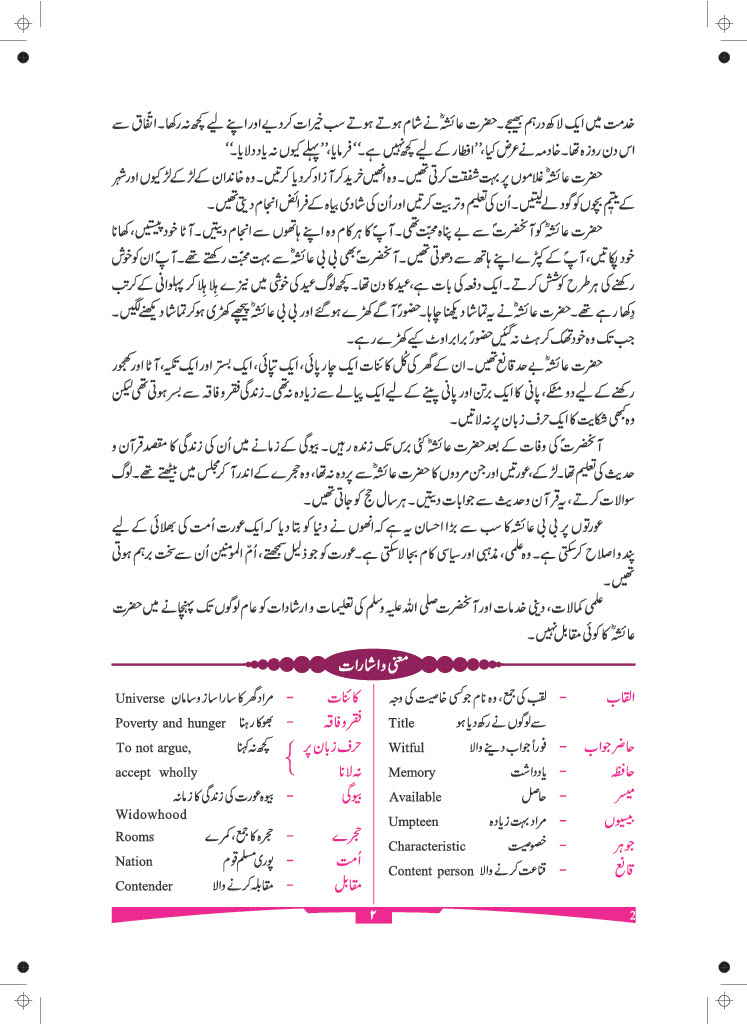 خدمت میں ایک لاکھ درہم بھیجے۔ حضرت عائشہؓ نے شام ہوتے ہوتے سب خیرات کردیے اور اپنے لیے کچھ نہ رکھا۔ اتّفاق سے
اس دن روزہ تھا۔ خادمہ نے عرض کیا، ’’افطار کے لیے کچھ نہیں ہے۔‘‘ فرمایا، ’’پہلے کیوں نہ یاد دلایا۔‘‘
حضرت عائشہؓ غلاموں پر بہت شفقت کرتی تھیں۔ وہ انھیں خرید کر آزاد کردیا کرتیں۔ وہ خاندان کے لڑکے لڑکیوں اور شہر
کے یتیم بچوں کو گود لے لیتیں۔ اُن کی تعلیم و تربیت کرتیں اور اُن کی شادی بیاہ کے فرائض انجام دیتی تھیں۔
حضرت عائشہؓ کو آنحضرتؐ سے بے پناہ محبّت تھی۔ آپؐ کا ہر کام وہ اپنے ہاتھوں سے انجام دیتیں۔ آٹا خود پیستیں، کھانا
خود پکاتیں، آپؐ کے کپڑے اپنے ہاتھ سے دھوتی تھیں۔ آنحضرتؐ بھی بی بی عائشہؓ سے بہت محبّت رکھتے تھے۔ آپؐ ان کو خوش
رکھنے کی ہر طرح کوشش کرتے۔ ایک دفعہ کی بات ہے، عید کا دن تھا۔ کچھ لوگ عید کی خوشی میں نیزے ہِلا ہِلا کر پہلوانی کے کرتب
دِکھا رہے تھے۔ حضرت عائشہؓ نے یہ تماشا دیکھنا چاہا۔ حضورؐ آگے کھڑے ہوگئے اور بی بی عائشہؓ پیچھے کھڑی ہوکر تماشا دیکھنے لگیں۔
جب تک وہ خود تھک کر ہٹ نہ گئیں حضورؐ برابر اوٹ کیے کھڑے رہے۔
حضرت عائشہؓ بے حد قانع تھیں۔ ان کے گھر کی کُل کائنات ایک چارپائی، ایک تپّائی، ایک بستر اور ایک تکیہ، آٹا اور کھجور
رکھنے کے لیے دو مٹکے، پانی کا ایک برتن اور پانی پینے کے لیے ایک پیالے سے زیادہ نہ تھی۔ زندگی فقر و فاقہ سے بسر ہوتی تھی لیکن
وہ کبھی شکایت کا ایک حرف زبان پر نہ لاتیں۔
آنحضرتؐ کی وفات کے بعد حضرت عائشہؓ کئی برس تک زندہ رہیں۔ بیوگی کے زمانے میں اُن کی زندگی کا مقصد قرآن و
حدیث کی تعلیم تھا۔ لڑکے، عورتیں اور جن مردوں کا حضرت عائشہؓ سے پردہ نہ تھا، وہ حجرے کے اندر آکر مجلس میں بیٹھتے تھے۔ لوگ
سوالات کرتے، یہ قرآن و حدیث سے جوابات دیتیں۔ ہر سال حج کو جاتی تھیں۔
عورتوں پر بی بی عائشہ کا سب سے بڑا احسان یہ ہے کہ انھوں نے دنیا کو بتا دیا کہ ایک عورت اُمت کی بھلائی کے لیے
پند و اصلاح کرسکتی ہے۔ وہ علمی، مذہبی اور سیاسی کام بجا لاسکتی ہے۔ عورت کو جو ذلیل سمجھتے، اُمّ المومنین اُن سے سخت برہم ہوتی
تھیں۔
علمی کمالات، دینی خدمات اور آنحضرت صلی اللہ علیہ وسلم کی تعلیمات و ارشادات کو عام لوگوں تک پہنچانے میں حضرت
عائشہؓ کا کوئی مقابل نہیں۔
معنی و اشارات
القاب – لقب کی جمع، وہ نام جو کسی خاصیت کی وجہ
سے لوگوں نے رکھ دیا ہو Title
حاضر جواب – فوراً جواب دینے والا Witful
حافظہ – یادداشت Memory
میسر – حاصل Available
بیسیوں – مراد بہت زیادہ Umpteen
جوہر – خصوصیت Characteristic
قانع – قناعت کرنے والا Content person
کائنات – مراد گھر کا سارا ساز و سامان Universe
فقر و فاقہ – بھوکا رہنا Poverty and hunger
حرف زبان پر کچھ نہ کہنا To not argue,
نہ لانا accept wholly
بیوگی – بیوہ عورت کی زندگی کا زمانہ
Widowhood
حجرے – حجرہ کا جمع، کمرے Rooms
اُمت – پوری مسلم قوم Nation
مقابل – مقابلہ کرنے والا Contender
۲
2